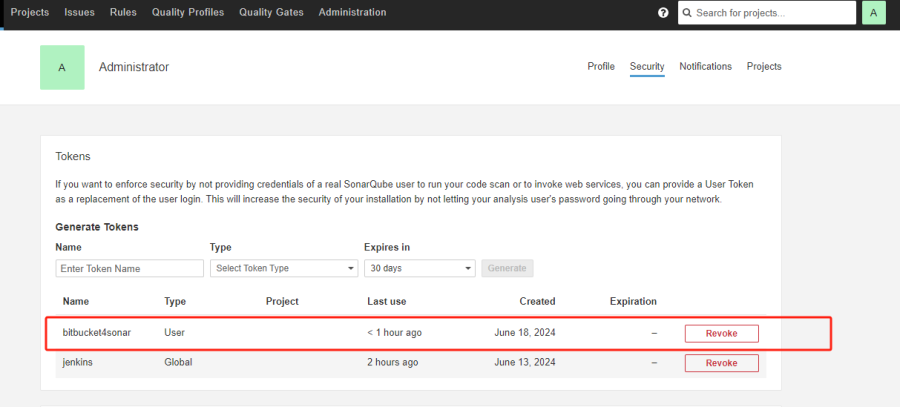 Projects Issues Rules Quality Profiles Quality Gates Administration ? Search for projects... A
A Administrator Profile Security Notifications Projects
Tokens
If you want to enforce security by not providing credentials of a real SonarQube user to run your code scan or to invoke web services, you can provide a User Token
as a replacement of the user login. This will increase the security of your installation by not letting your analysis user's password going through your network.
Generate Tokens
Name Type Expires in
Enter Token Name Select Token Type 30 days Generate
Name Type Project Last use Created Expiration
bitbucket4sonar User < 1 hour ago June 18, 2024 – Revoke
jenkins Global 2 hours ago June 13, 2024 – Revoke